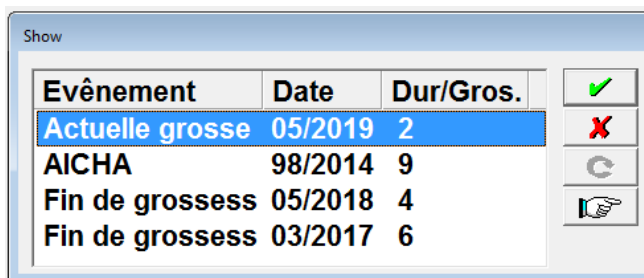 Show
Evênement Date Dur/Gros.
Actuelle grosse 05/2019 2
AICHA 98/2014 9
Fin de grossess 05/2018 4
Fin de grossess 03/2017 6